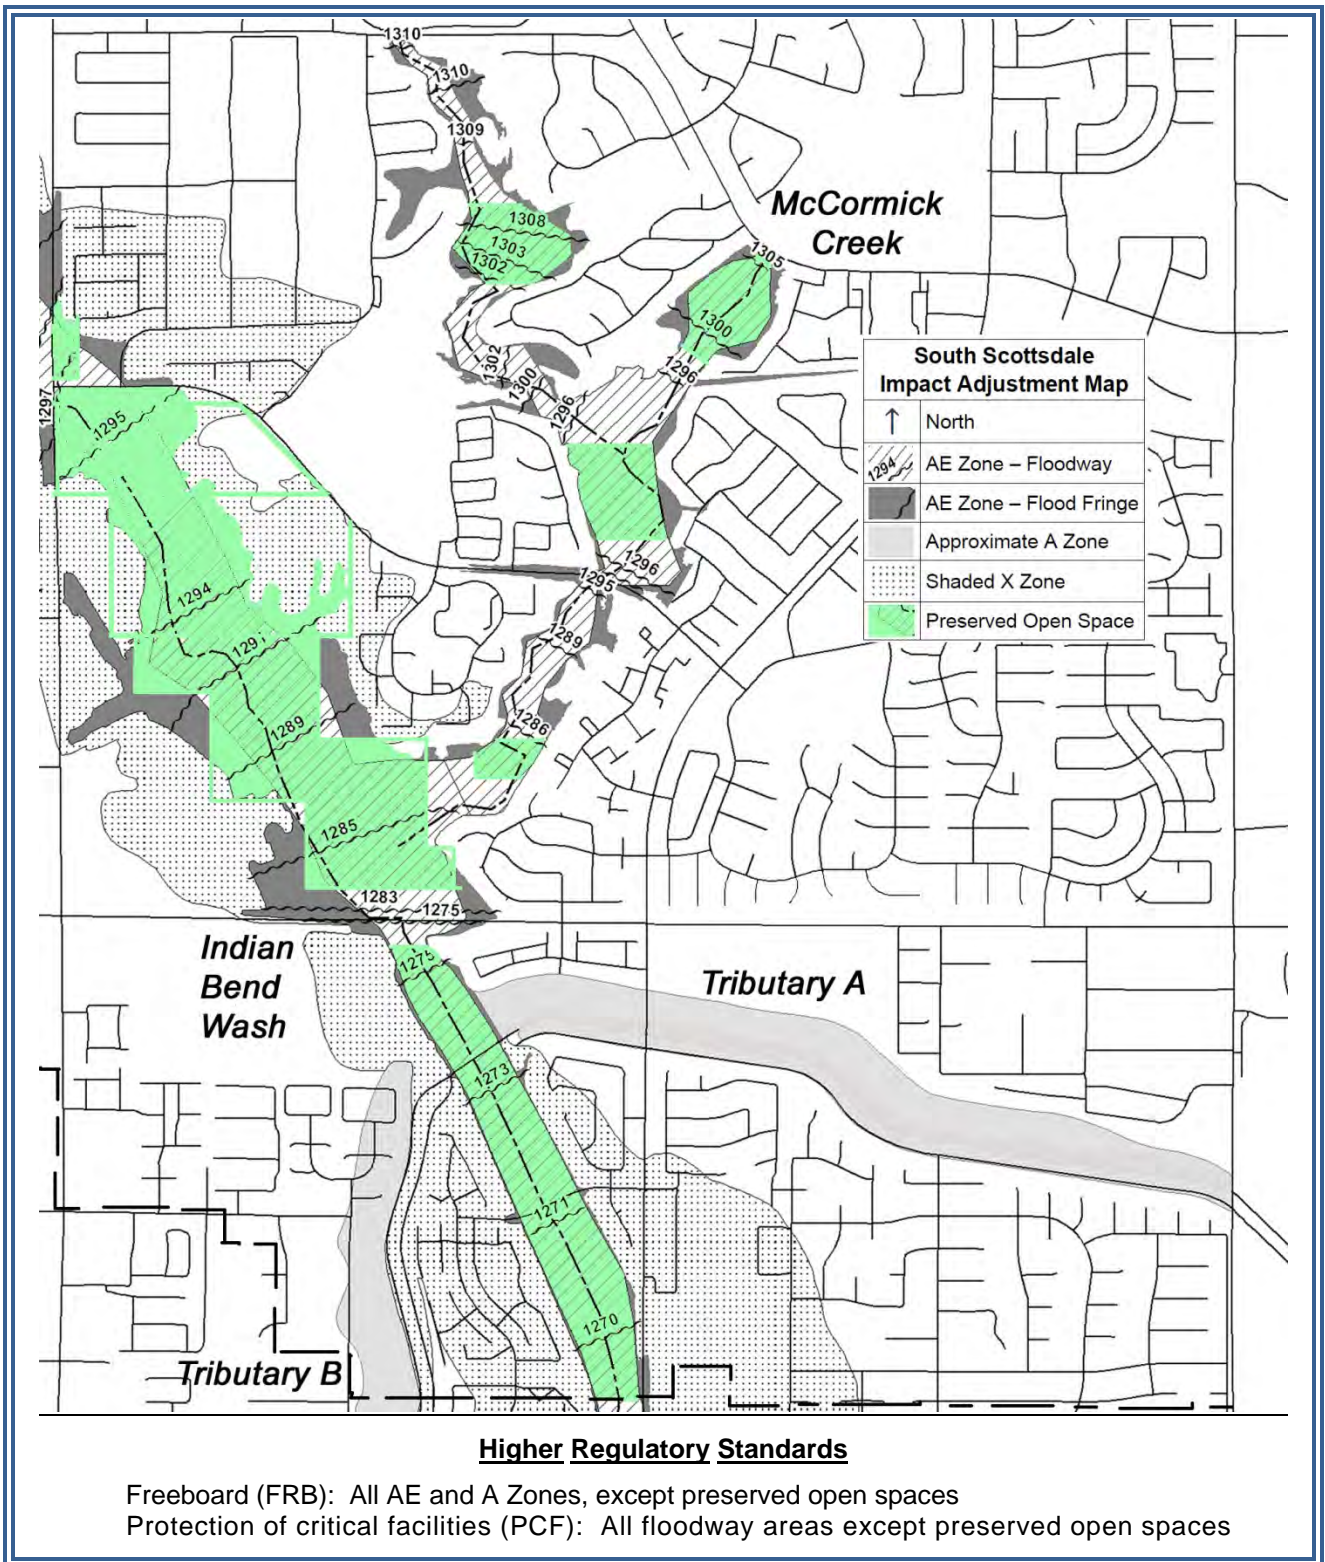 1310
1310
1309
McCormick
Creek
1308
1303
1302
1305
1300
1302
1300
1296
1296
South Scottsdale
Impact Adjustment Map
North
1294 AE Zone – Floodway
AE Zone – Flood Fringe
Approximate A Zone
Shaded X Zone
Preserved Open Space
1297
1295
1296
1295
1294
1289
1291
1286
1289
1285
1283
1275
Indian
Bend
Wash
1275
Tributary A
1273
1271
1270
Tributary B
Higher Regulatory Standards
Freeboard (FRB): All AE and A Zones, except preserved open spaces
Protection of critical facilities (PCF): All floodway areas except preserved open spaces